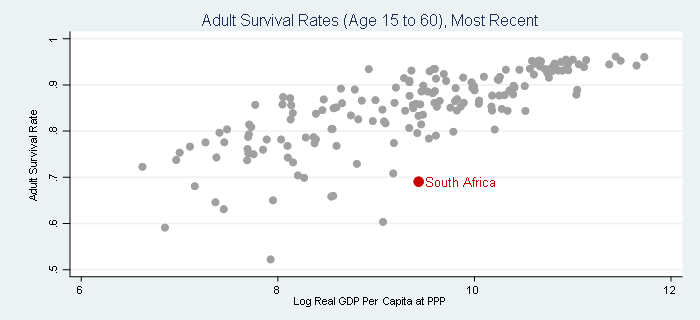 Adult Survival Rates (Age 15 to 60), Most Recent
Adult Survival Rate
1
.9
.8
.7
.6
.5
South Africa
6
8
10
12
Log Real GDP Per Capita at PPP